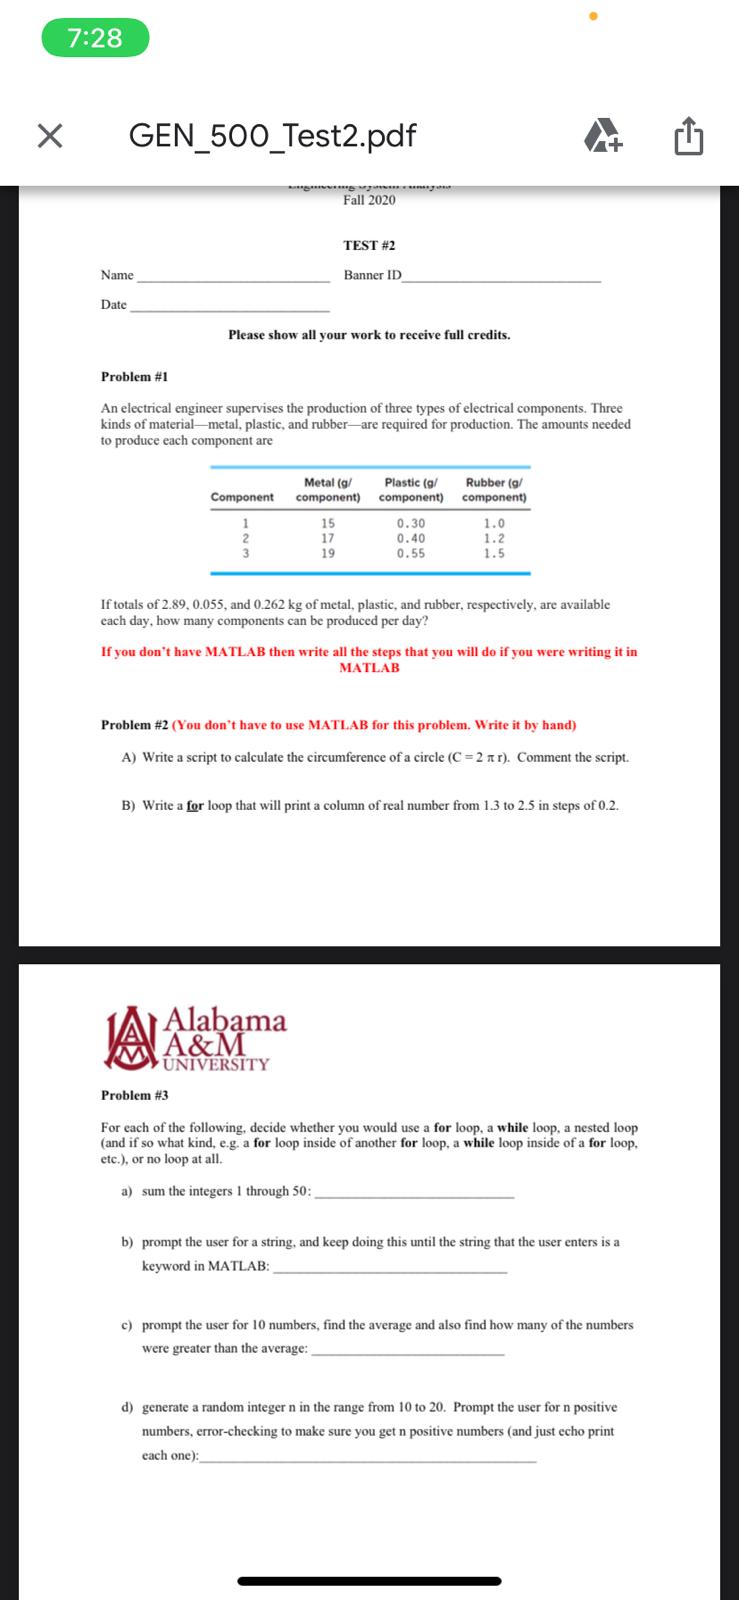 7:28
GEN_500_Test2.pdf
Engineering System Analysis
Fall 2020
TEST #2
Name
Banner ID
Date
Please show all your work to receive full credits.
Problem #1
An electrical engineer supervises the production of three types of electrical components. Three
kinds of material—metal, plastic, and rubber—are required for production. The amounts needed
to produce each component are
Metal (g/ Plastic (g/ Rubber (g/
Component component) component) component)
1 15 0.30 1.0
2 17 0.40 1.2
3 19 0.55 1.5
If totals of 2.89, 0.055, and 0.262 kg of metal, plastic, and rubber, respectively, are available
each day, how many components can be produced per day?
If you don't have MATLAB then write all the steps that you will do if you were writing it in
MATLAB
Problem #2 (You don't have to use MATLAB for this problem. Write it by hand)
A) Write a script to calculate the circumference of a circle (C = 2 π r). Comment the script.
B) Write a for loop that will print a column of real number from 1.3 to 2.5 in steps of 0.2.
Alabama
A&M
UNIVERSITY
Problem #3
For each of the following, decide whether you would use a for loop, a while loop, a nested loop
(and if so what kind, e.g. a for loop inside of another for loop, a while loop inside of a for loop,
etc.), or no loop at all.
a) sum the integers 1 through 50:
b) prompt the user for a string, and keep doing this until the string that the user enters is a
keyword in MATLAB:
c) prompt the user for 10 numbers, find the average and also find how many of the numbers
were greater than the average:
d) generate a random integer n in the range from 10 to 20. Prompt the user for n positive
numbers, error-checking to make sure you get n positive numbers (and just echo print
each one):